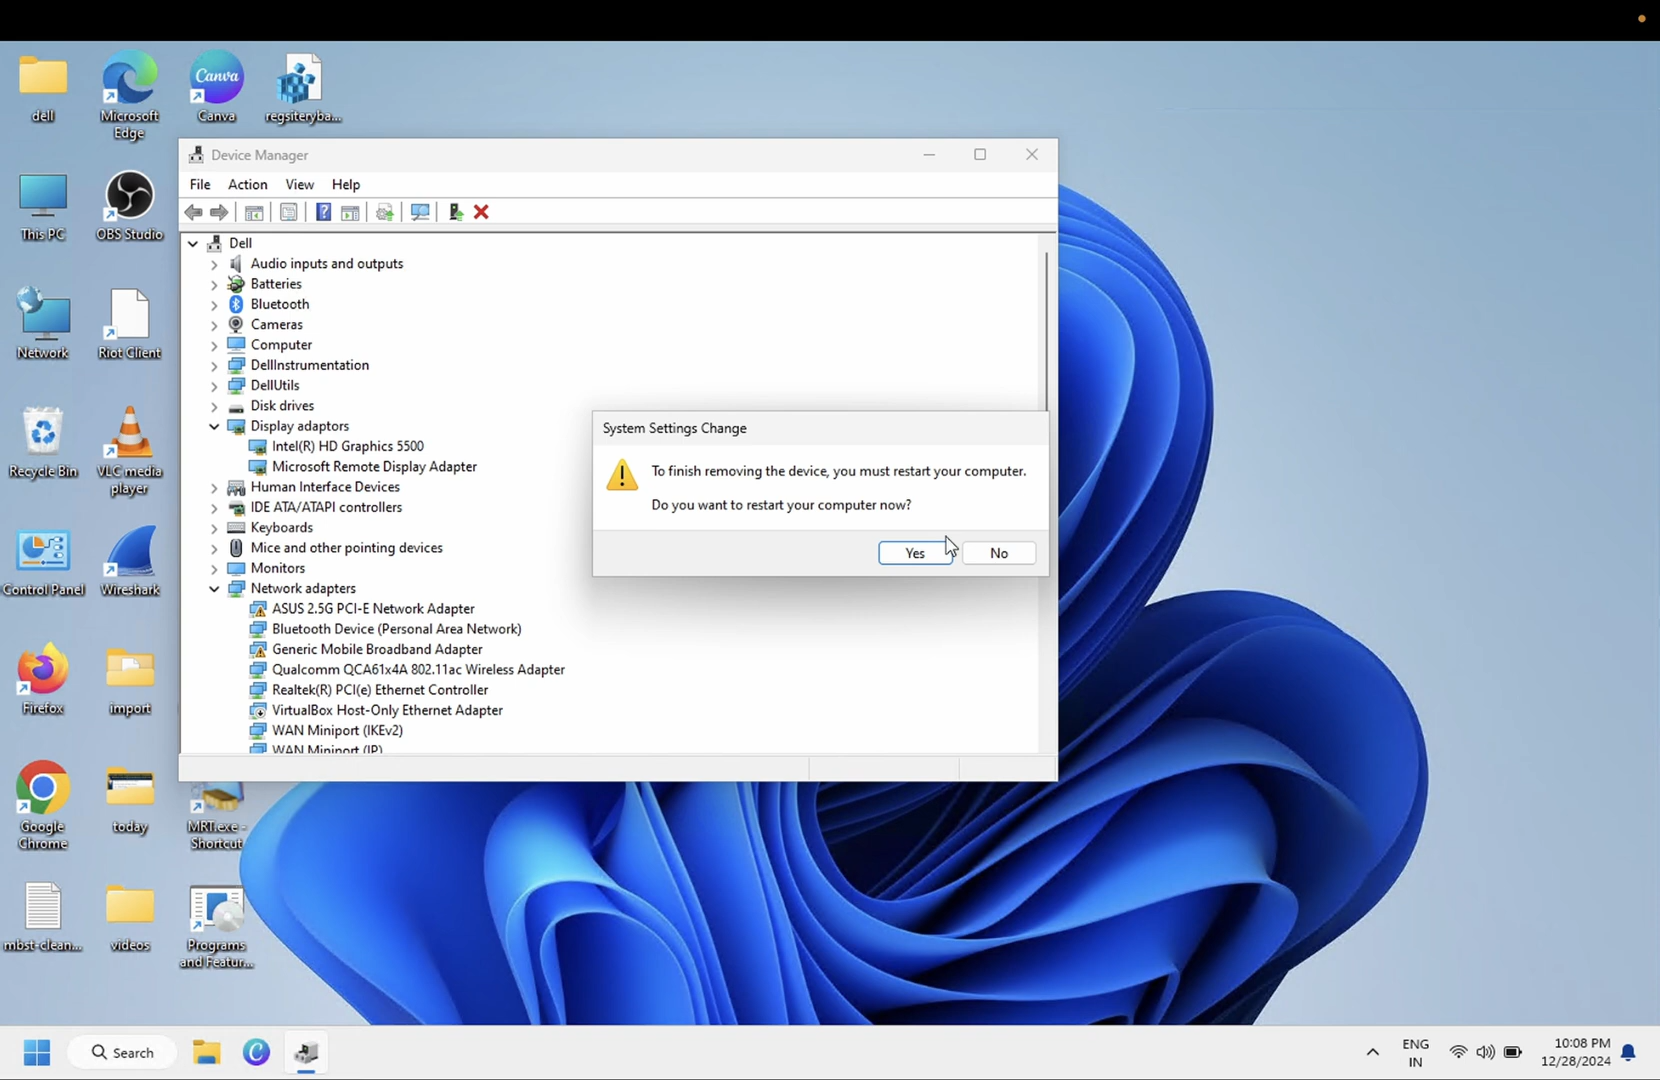 dell
Microsoft
Edge
Canva
Canva
regsiteryba...
This PC
OBS Studio
Network
Riot Client
Recycle Bin
VLC media
player
Control Panel
Wireshark
Firefox
import
Google
Chrome
today
MRT.exe -
Shortcut
mbst-clean...
videos
Programs
and Featur...
Device Manager
File Action View Help
Dell
Audio inputs and outputs
Batteries
Bluetooth
Cameras
Computer
DellInstrumentation
DellUtils
Disk drives
Display adaptors
Intel(R) HD Graphics 5500
Microsoft Remote Display Adapter
Human Interface Devices
IDE ATA/ATAPI controllers
Keyboards
Mice and other pointing devices
Monitors
Network adapters
ASUS 2.5G PCI-E Network Adapter
Bluetooth Device (Personal Area Network)
Generic Mobile Broadband Adapter
Qualcomm QCA61x4A 802.11ac Wireless Adapter
Realtek(R) PCI(e) Ethernet Controller
VirtualBox Host-Only Ethernet Adapter
WAN Miniport (IKEv2)
WAN Miniport (IP)
System Settings Change
To finish removing the device, you must restart your computer.
Do you want to restart your computer now?
Yes No
Search
ENG
IN
10:08 PM
12/28/2024